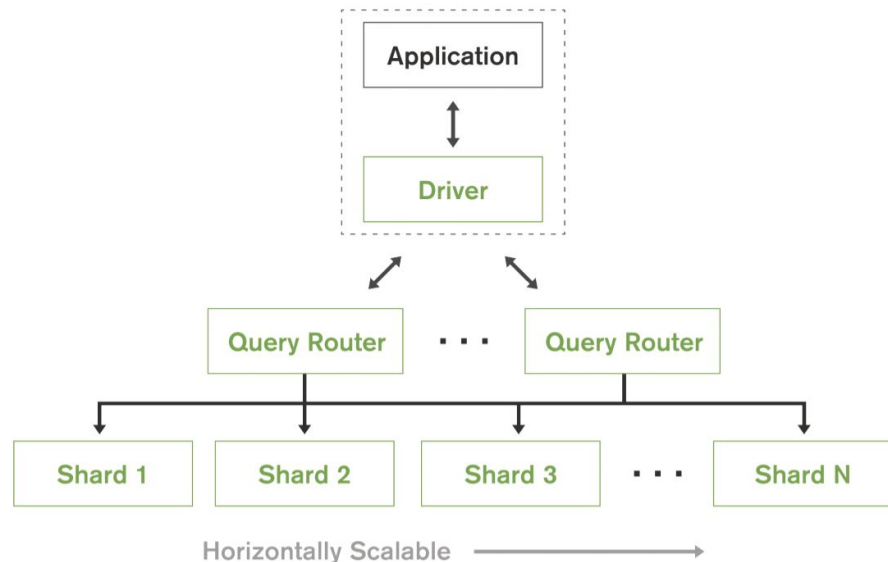 Application
Driver
Query Router ... Query Router
Shard 1 Shard 2 Shard 3 ... Shard N
Horizontally Scalable